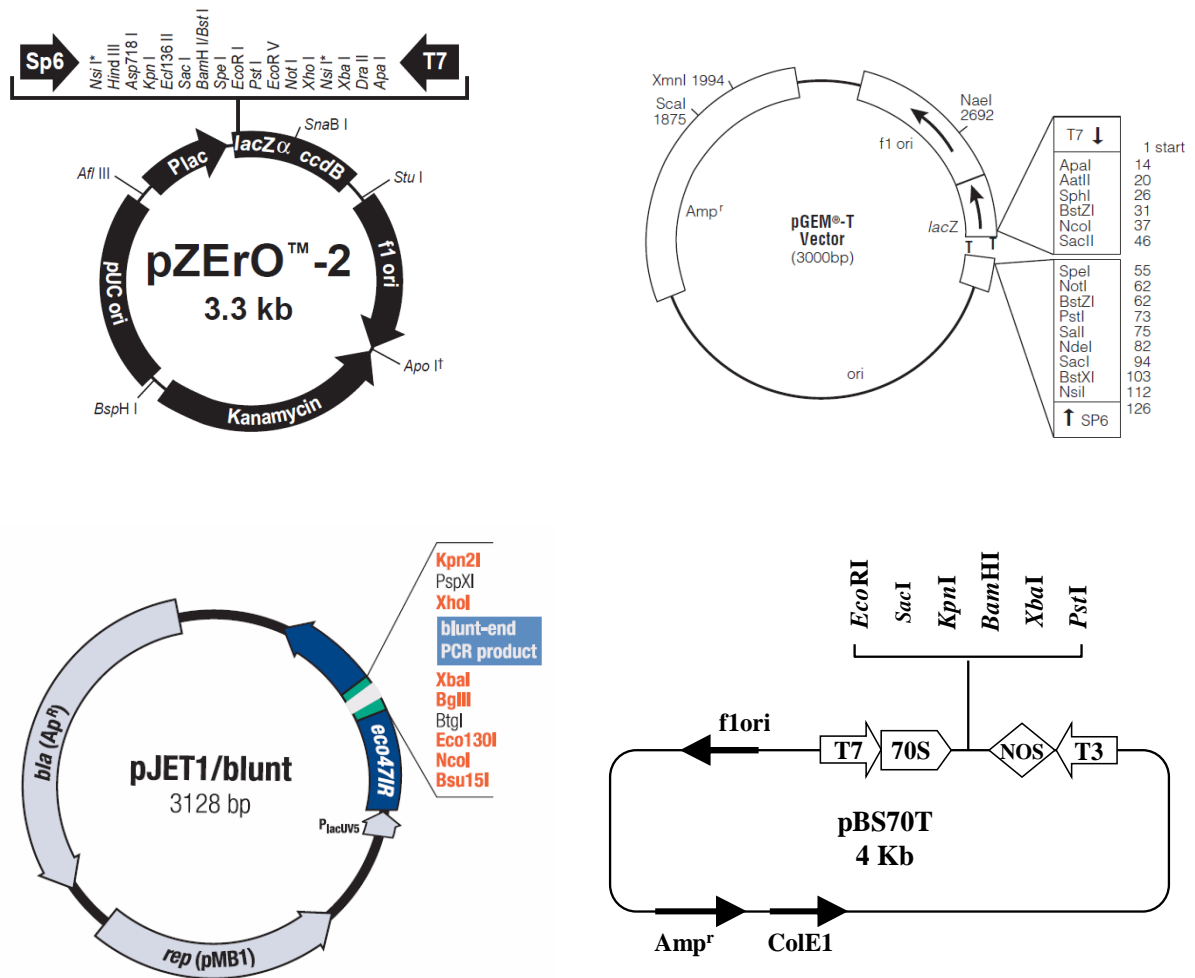 Sp6
Nsi I*
Hind III
Asp718 I
Kpn I
Ecl136 II
Sac I
BamH I/Bst I
Spe I
EcoR I
Pst I
EcoR V
Not I
Xho I
Nsi I*
Xba I
Dra II
Apa I
T7
SnaB I
Plac
lacZα ccdB
Afl III
Stu I
pZErO™-2
3.3 kb
pUC ori
f1 ori
Apo I†
BspH I
Kanamycin
XmnI 1994
ScaI
1875
NaeI
2692
f1 ori
Ampʳ
pGEM®-T
Vector
(3000bp)
lacZ
T T
ori
T7 ↓
1 start
ApaI 14
AatII 20
SphI 26
BstZI 31
NcoI 37
SacII 46
SpeI 55
NotI 62
BstZI 62
PstI 73
SalI 75
NdeI 82
SacI 94
BstXI 103
NsiI 112
↑ SP6 126
Kpn2I
PspXI
XhoI
blunt-end
PCR product
XbaI
BglII
BtgI
Eco130I
NcoI
Bsu15I
bla (Apᴿ)
eco47IR
pJET1/blunt
3128 bp
PlacUV5
rep (pMB1)
EcoRI
SacI
KpnI
BamHI
XbaI
PstI
f1ori
T7
70S
NOS
T3
pBS70T
4 Kb
Ampʳ
ColE1